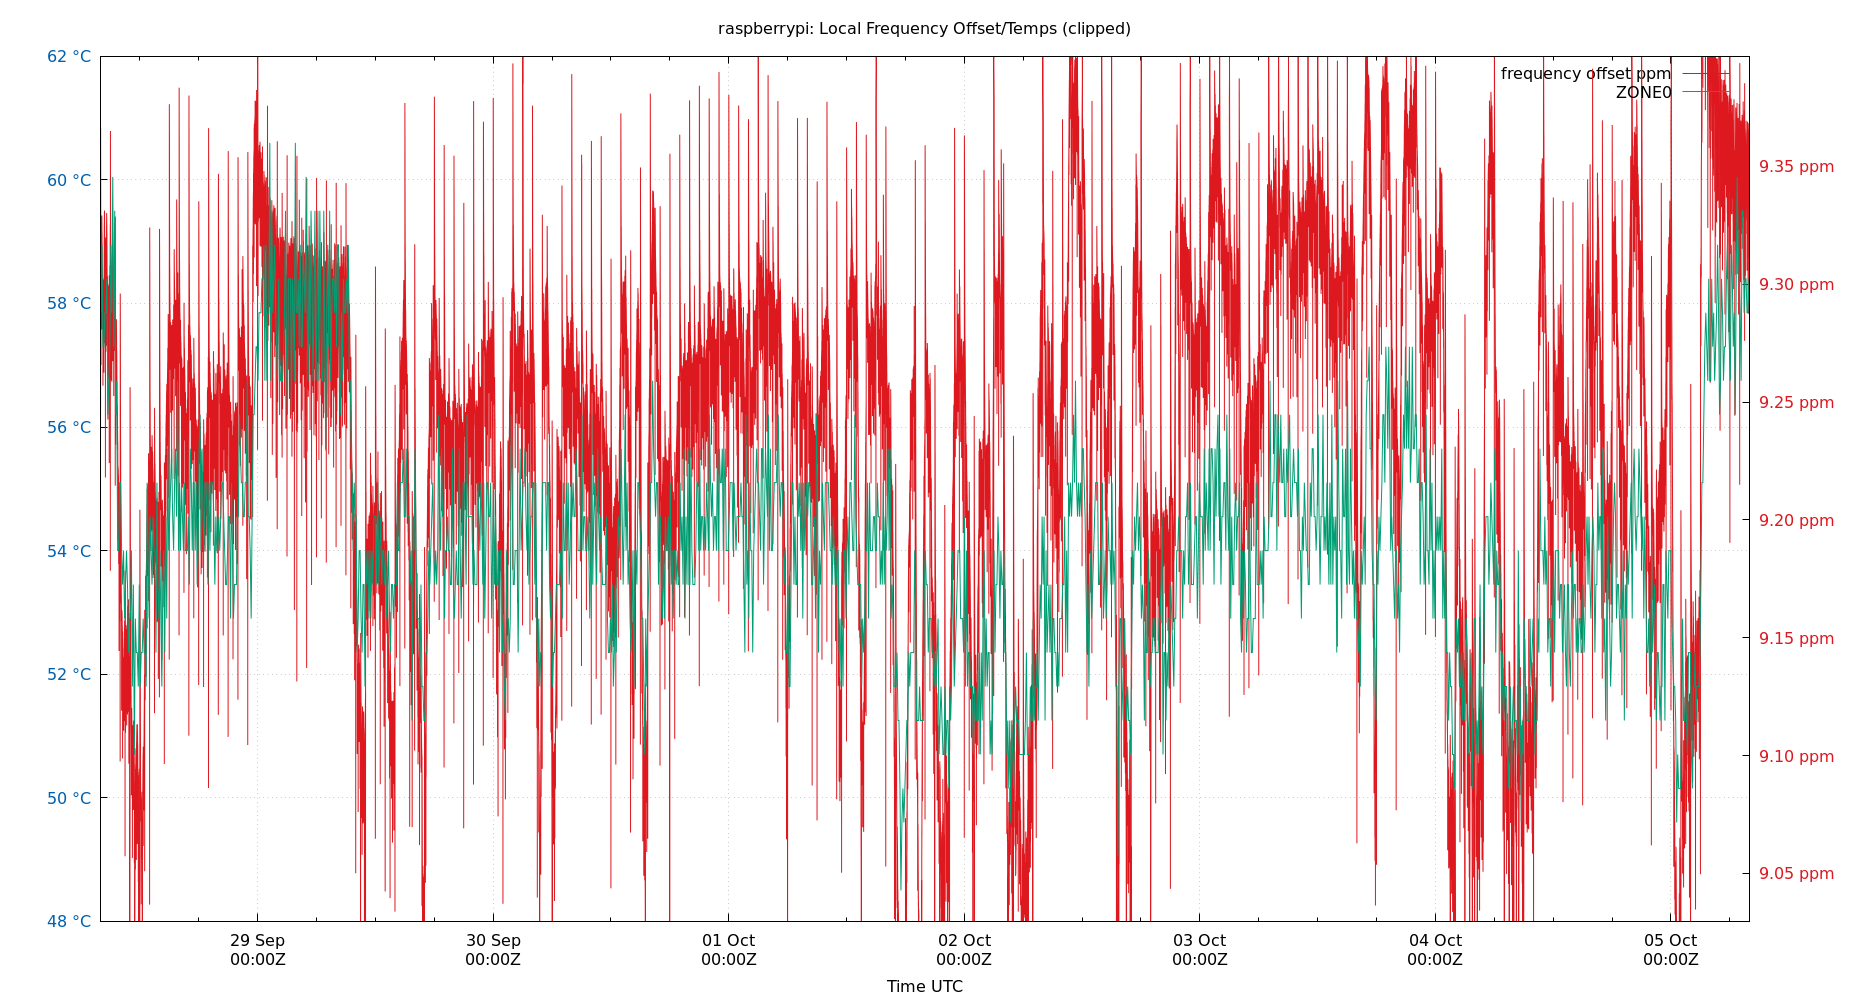 raspberrypi: Local Frequency Offset/Temps (clipped)
62 °C
60 °C
58 °C
56 °C
54 °C
52 °C
50 °C
48 °C
frequency offset ppm
ZONE0
9.35 ppm
9.30 ppm
9.25 ppm
9.20 ppm
9.15 ppm
9.10 ppm
9.05 ppm
29 Sep
00:00Z
30 Sep
00:00Z
01 Oct
00:00Z
02 Oct
00:00Z
03 Oct
00:00Z
04 Oct
00:00Z
05 Oct
00:00Z
Time UTC